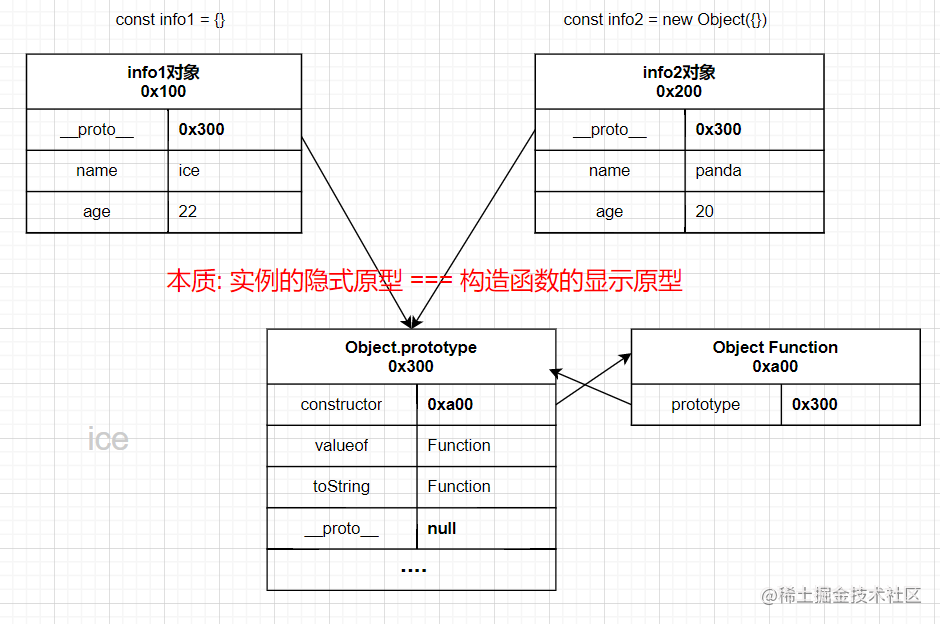 const info1 = {}
const info2 = new Object({})
info1对象
0x100
__proto__ 0x300
name ice
age 22
info2对象
0x200
__proto__ 0x300
name panda
age 20
本质: 实例的隐式原型 === 构造函数的显示原型
Object.prototype
0x300
constructor 0xa00
valueof Function
toString Function
__proto__ null
....
Object Function
0xa00
prototype 0x300
ice
@稀土掘金技术社区